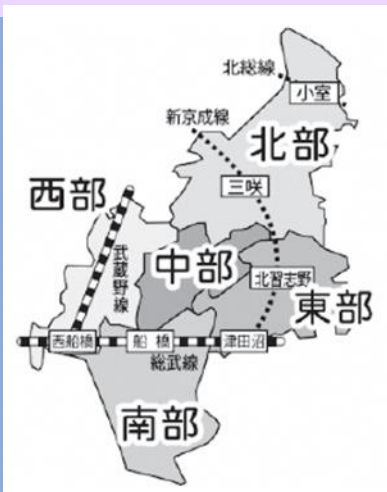 北総線
小室
新京成線
北部
三咲
西部
武蔵野線
中部
北習志野
東部
西船橋
船橋
津田沼
総武線
南部